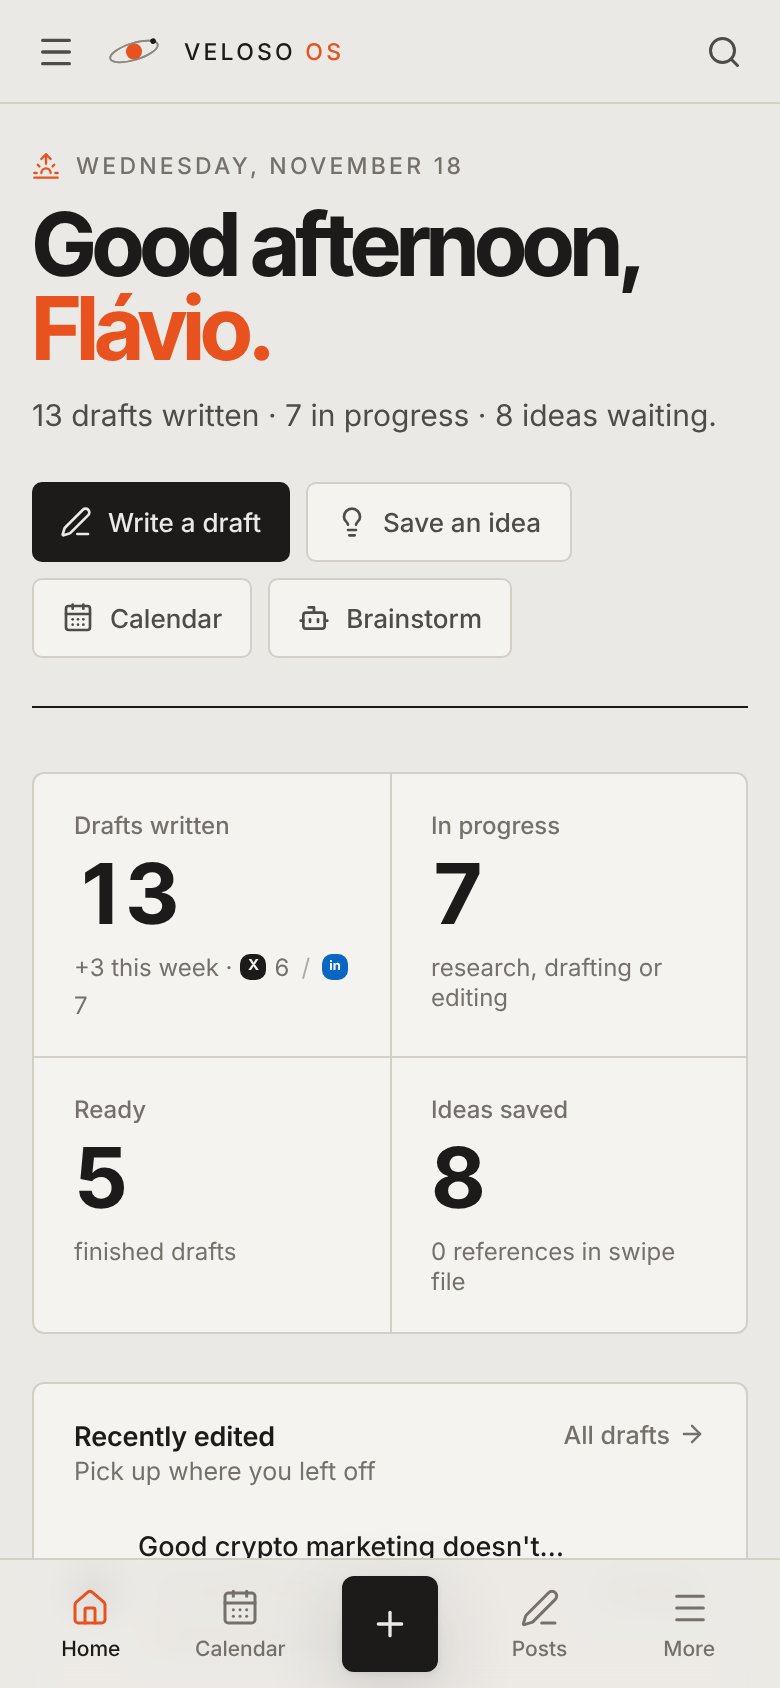 VELOSO OS
WEDNESDAY, NOVEMBER 18
Good afternoon,
Flávio.
13 drafts written · 7 in progress · 8 ideas waiting.
Write a draft
Save an idea
Calendar
Brainstorm
Drafts written
13
+3 this week · X 6 / in
7
In progress
7
research, drafting or
editing
Ready
5
finished drafts
Ideas saved
8
0 references in swipe
file
Recently edited
All drafts →
Pick up where you left off
Good crypto marketing doesn't...
Home
Calendar
+
Posts
More